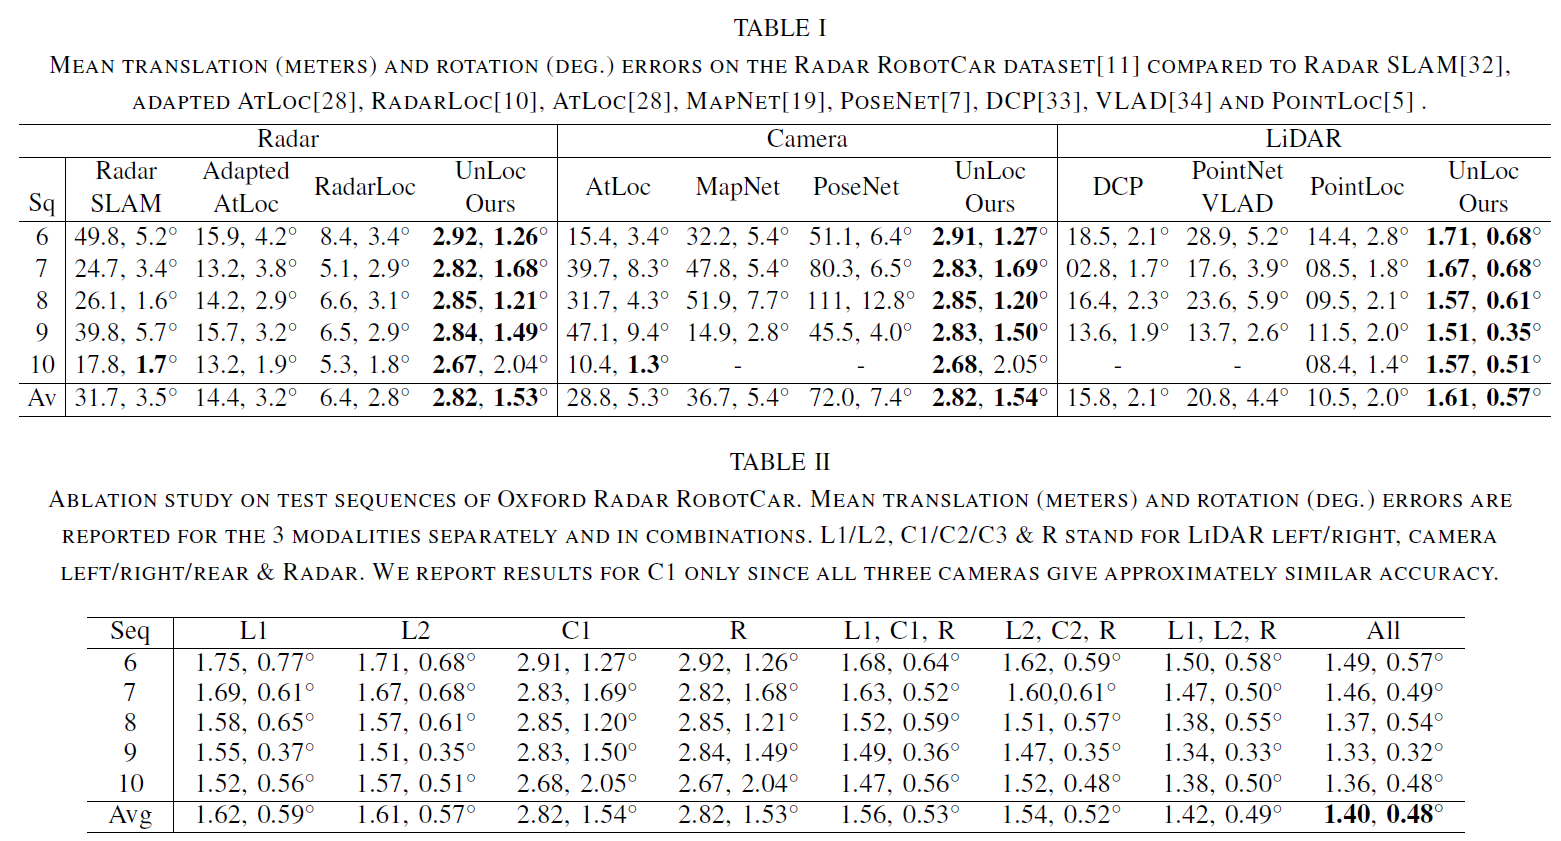 TABLE I
MEAN TRANSLATION (METERS) AND ROTATION (DEG.) ERRORS ON THE RADAR ROBOTCAR DATASET[11] COMPARED TO RADAR SLAM[32],
ADAPTED ATLOC[28], RADARLOC[10], ATLOC[28], MAPNET[19], POSENET[7], DCP[33], VLAD[34] AND POINTLOC[5] .
Radar Camera LiDAR
Sq Radar SLAM Adapted AtLoc RadarLoc UnLoc Ours AtLoc MapNet PoseNet UnLoc Ours DCP PointNet VLAD PointLoc UnLoc Ours
6 49.8, 5.2° 15.9, 4.2° 8.4, 3.4° 2.92, 1.26° 15.4, 3.4° 32.2, 5.4° 51.1, 6.4° 2.91, 1.27° 18.5, 2.1° 28.9, 5.2° 14.4, 2.8° 1.71, 0.68°
7 24.7, 3.4° 13.2, 3.8° 5.1, 2.9° 2.82, 1.68° 39.7, 8.3° 47.8, 5.4° 80.3, 6.5° 2.83, 1.69° 02.8, 1.7° 17.6, 3.9° 08.5, 1.8° 1.67, 0.68°
8 26.1, 1.6° 14.2, 2.9° 6.6, 3.1° 2.85, 1.21° 31.7, 4.3° 51.9, 7.7° 111, 12.8° 2.85, 1.20° 16.4, 2.3° 23.6, 5.9° 09.5, 2.1° 1.57, 0.61°
9 39.8, 5.7° 15.7, 3.2° 6.5, 2.9° 2.84, 1.49° 47.1, 9.4° 14.9, 2.8° 45.5, 4.0° 2.83, 1.50° 13.6, 1.9° 13.7, 2.6° 11.5, 2.0° 1.51, 0.35°
10 17.8, 1.7° 13.2, 1.9° 5.3, 1.8° 2.67, 2.04° 10.4, 1.3° - - 2.68, 2.05° - - 08.4, 1.4° 1.57, 0.51°
Av 31.7, 3.5° 14.4, 3.2° 6.4, 2.8° 2.82, 1.53° 28.8, 5.3° 36.7, 5.4° 72.0, 7.4° 2.82, 1.54° 15.8, 2.1° 20.8, 4.4° 10.5, 2.0° 1.61, 0.57°
TABLE II
ABLATION STUDY ON TEST SEQUENCES OF OXFORD RADAR ROBOTCAR. MEAN TRANSLATION (METERS) AND ROTATION (DEG.) ERRORS ARE
REPORTED FOR THE 3 MODALITIES SEPARATELY AND IN COMBINATIONS. L1/L2, C1/C2/C3 & R STAND FOR LIDAR LEFT/RIGHT, CAMERA
LEFT/RIGHT/REAR & RADAR. WE REPORT RESULTS FOR C1 ONLY SINCE ALL THREE CAMERAS GIVE APPROXIMATELY SIMILAR ACCURACY.
Seq L1 L2 C1 R L1, C1, R L2, C2, R L1, L2, R All
6 1.75, 0.77° 1.71, 0.68° 2.91, 1.27° 2.92, 1.26° 1.68, 0.64° 1.62, 0.59° 1.50, 0.58° 1.49, 0.57°
7 1.69, 0.61° 1.67, 0.68° 2.83, 1.69° 2.82, 1.68° 1.63, 0.52° 1.60,0.61° 1.47, 0.50° 1.46, 0.49°
8 1.58, 0.65° 1.57, 0.61° 2.85, 1.20° 2.85, 1.21° 1.52, 0.59° 1.51, 0.57° 1.38, 0.55° 1.37, 0.54°
9 1.55, 0.37° 1.51, 0.35° 2.83, 1.50° 2.84, 1.49° 1.49, 0.36° 1.47, 0.35° 1.34, 0.33° 1.33, 0.32°
10 1.52, 0.56° 1.57, 0.51° 2.68, 2.05° 2.67, 2.04° 1.47, 0.56° 1.52, 0.48° 1.38, 0.50° 1.36, 0.48°
Avg 1.62, 0.59° 1.61, 0.57° 2.82, 1.54° 2.82, 1.53° 1.56, 0.53° 1.54, 0.52° 1.42, 0.49° 1.40, 0.48°